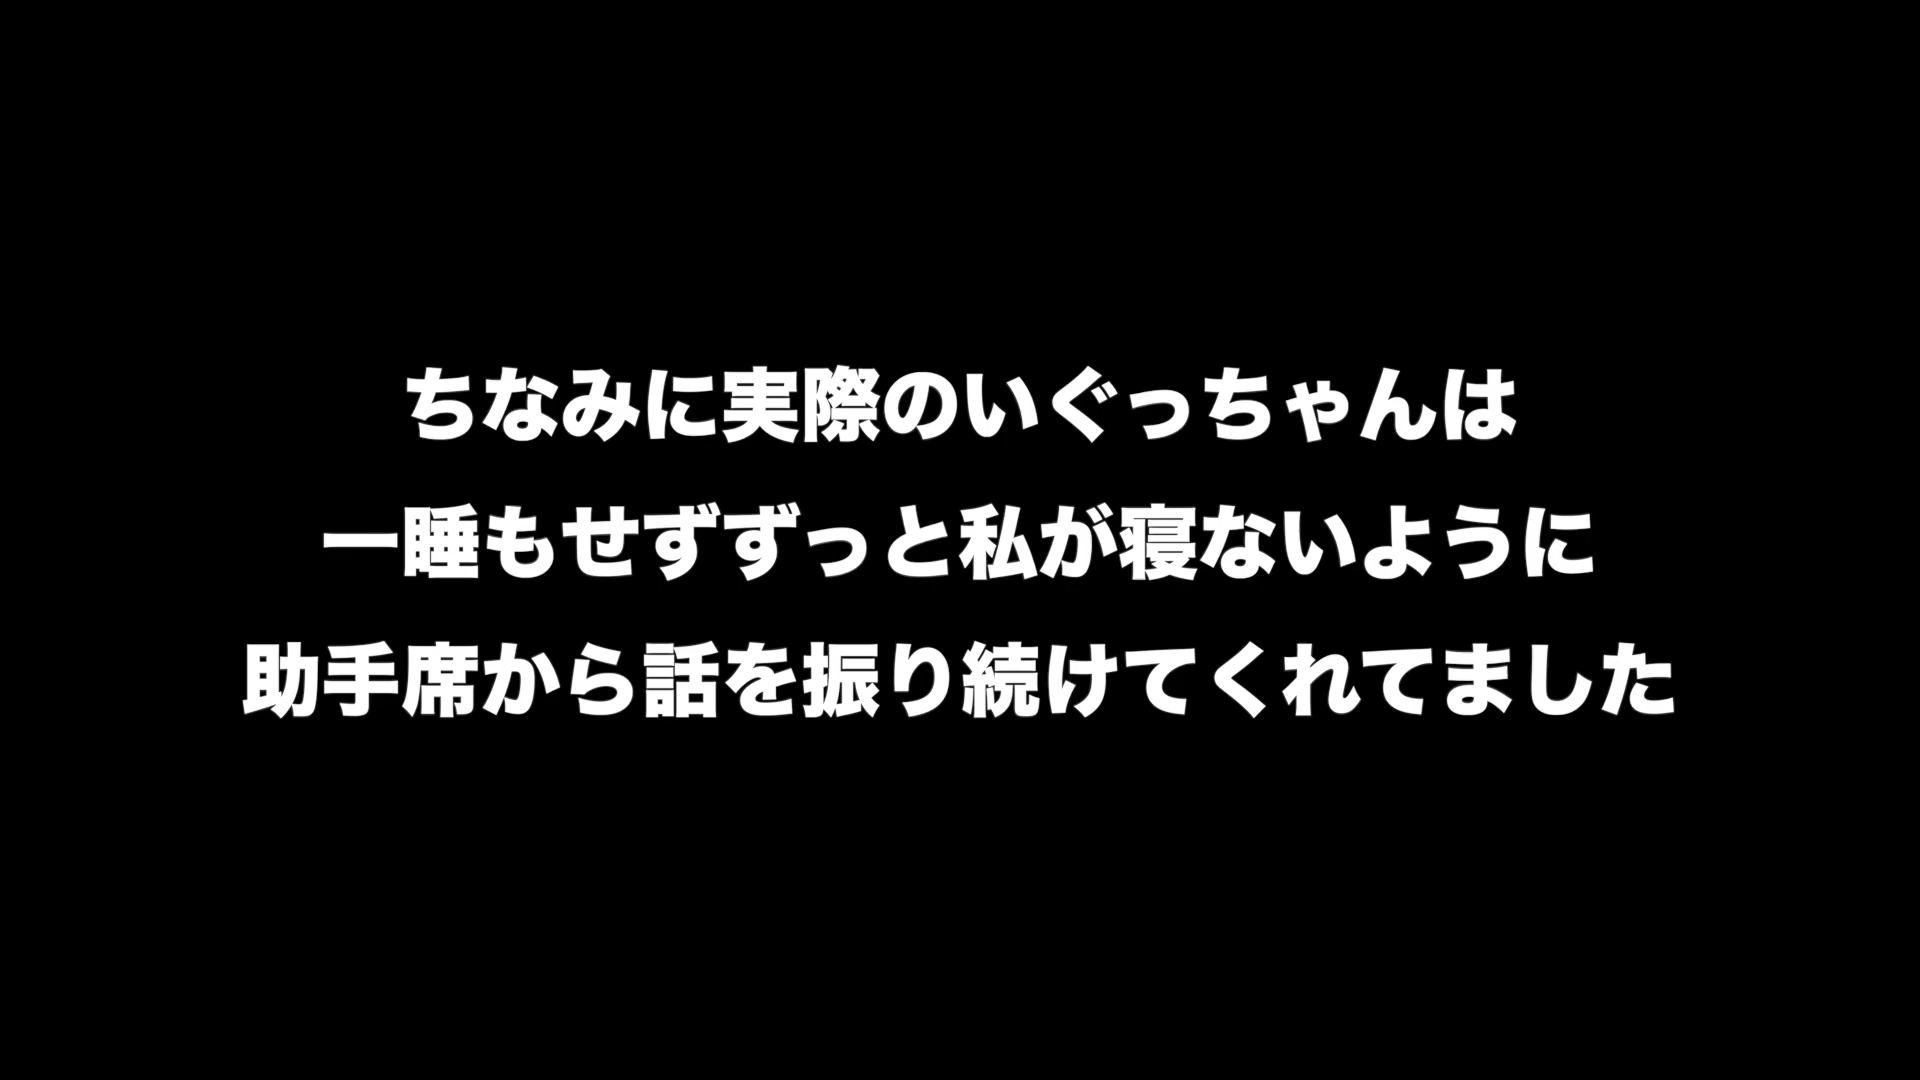 ちなみに実際のいぐっちゃんは
一睡もせずずっと私が寝ないように
助手席から話を振り続けてくれてました